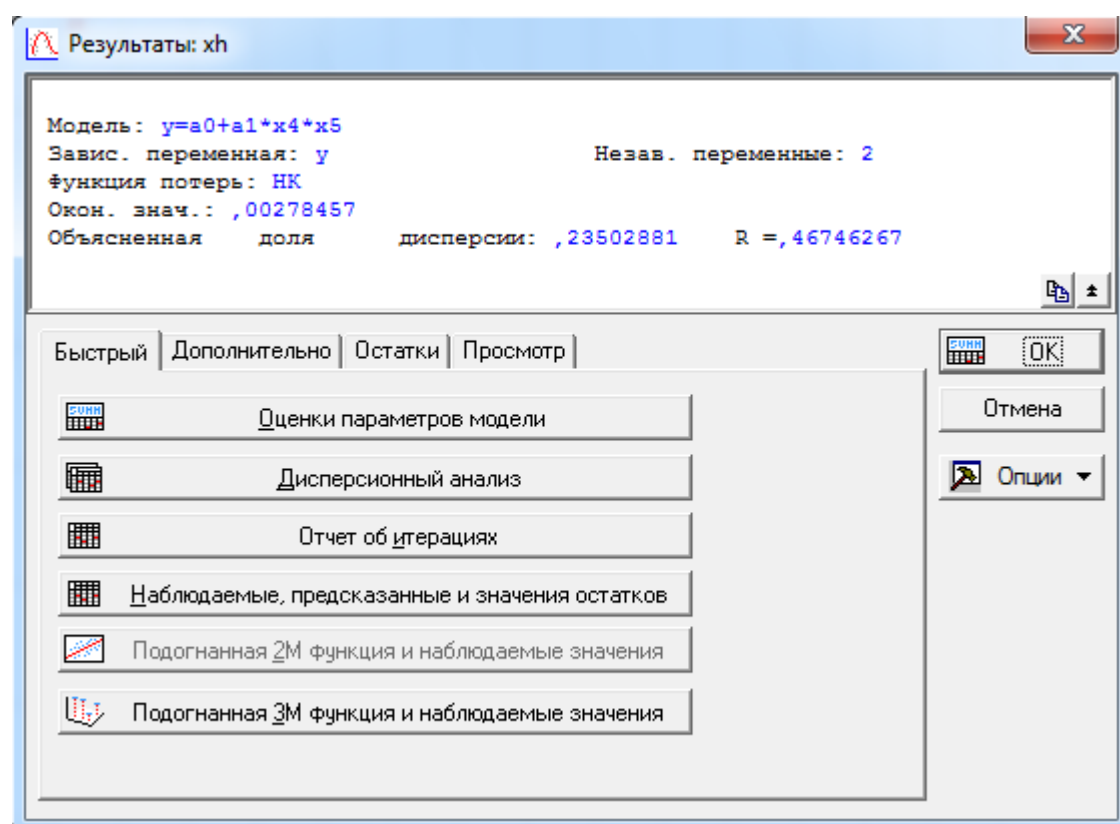 Результаты: xh
Модель: y=a0+a1*x4*x5
Завис. переменная: y Незав. переменные: 2
Функция потерь: НК
Окон. знач.: ,00278457
Объясненная доля дисперсии: ,23502881 R =,46746267
Быстрый Дополнительно Остатки Просмотр
Оценки параметров модели
Дисперсионный анализ
Отчет об итерациях
Наблюдаемые, предсказанные и значения остатков
Подогнанная 2М функция и наблюдаемые значения
Подогнанная 3М функция и наблюдаемые значения
OK
Отмена
Опции